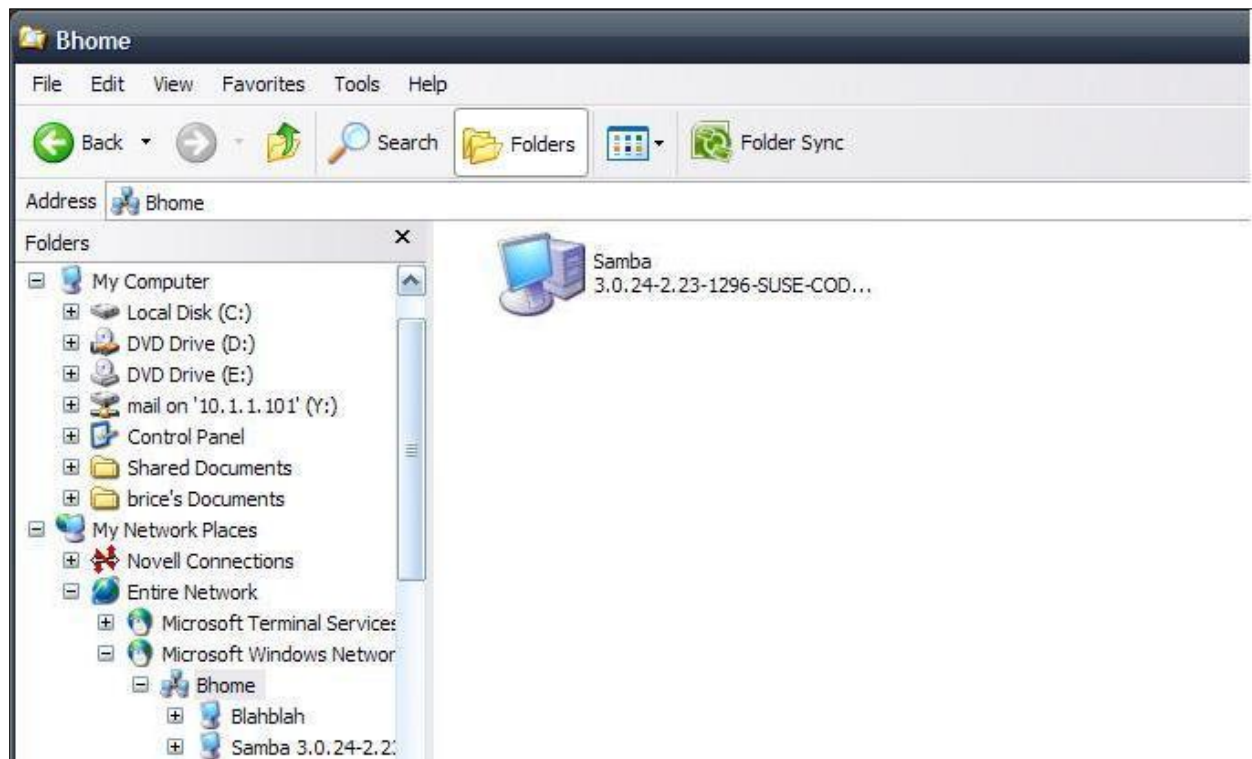 Bhome
File Edit View Favorites Tools Help
Back Search Folders Folder Sync
Address Bhome
Folders
Samba
3.0.24-2.23-1296-SUSE-COD...
My Computer
Local Disk (C:)
DVD Drive (D:)
DVD Drive (E:)
mail on '10.1.1.101' (Y:)
Control Panel
Shared Documents
brice's Documents
My Network Places
Novell Connections
Entire Network
Microsoft Terminal Services
Microsoft Windows Networ
Bhome
Blahblah
Samba 3.0.24-2.23